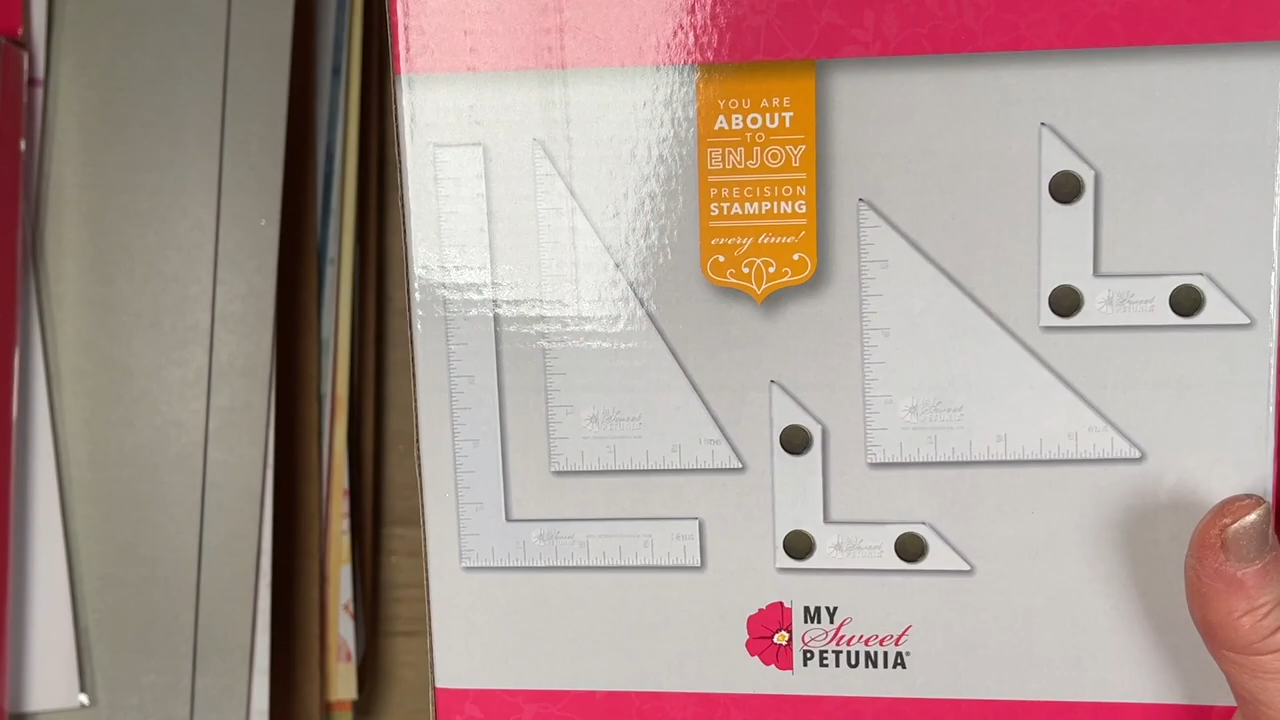 YOU ARE
ABOUT
TO
ENJOY
PRECISION
STAMPING
every time!
MY
Sweet
PETUNIA®